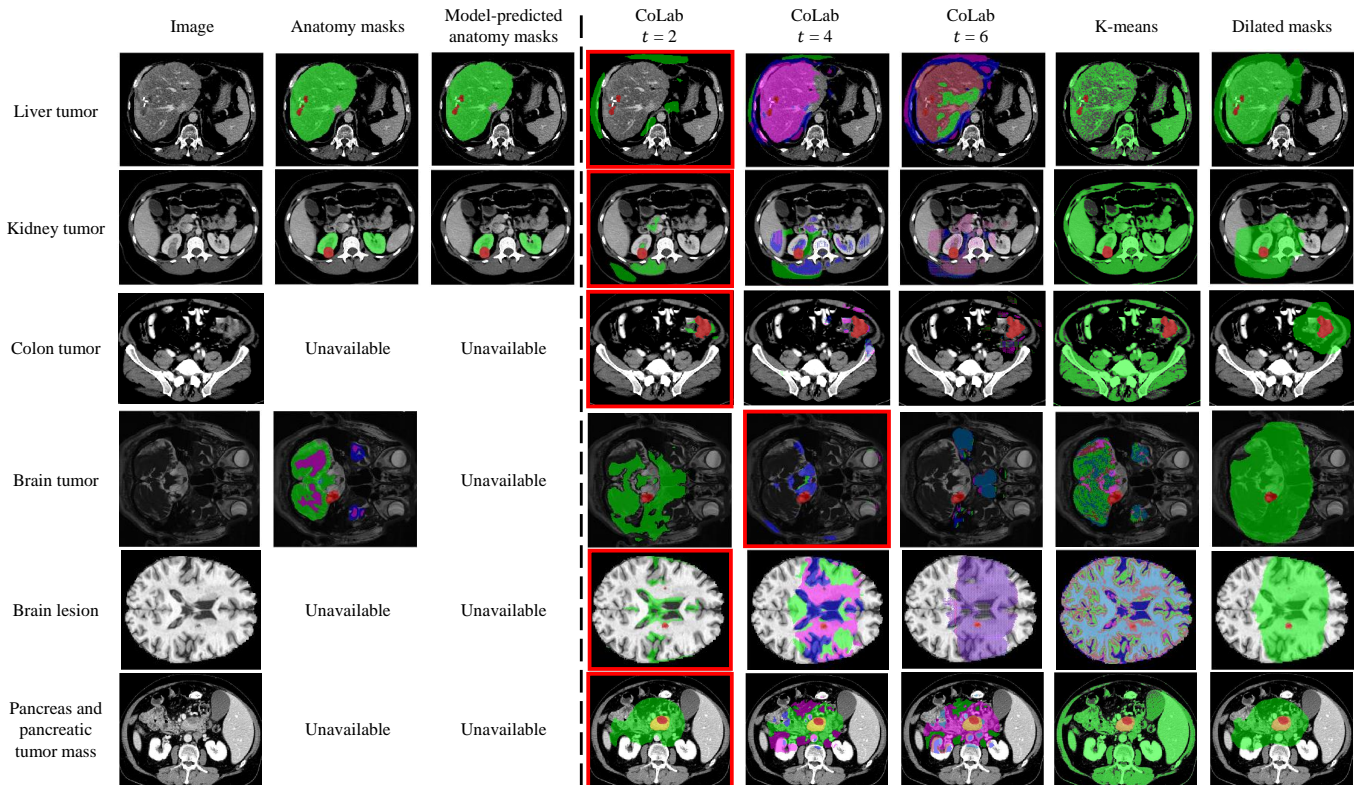 Image
Anatomy masks
Model-predicted
anatomy masks
CoLab
t = 2
CoLab
t = 4
CoLab
t = 6
K-means
Dilated masks
Liver tumor
Kidney tumor
Colon tumor
Unavailable
Unavailable
Brain tumor
Unavailable
Brain lesion
Unavailable
Unavailable
Pancreas and
pancreatic
tumor mass
Unavailable
Unavailable